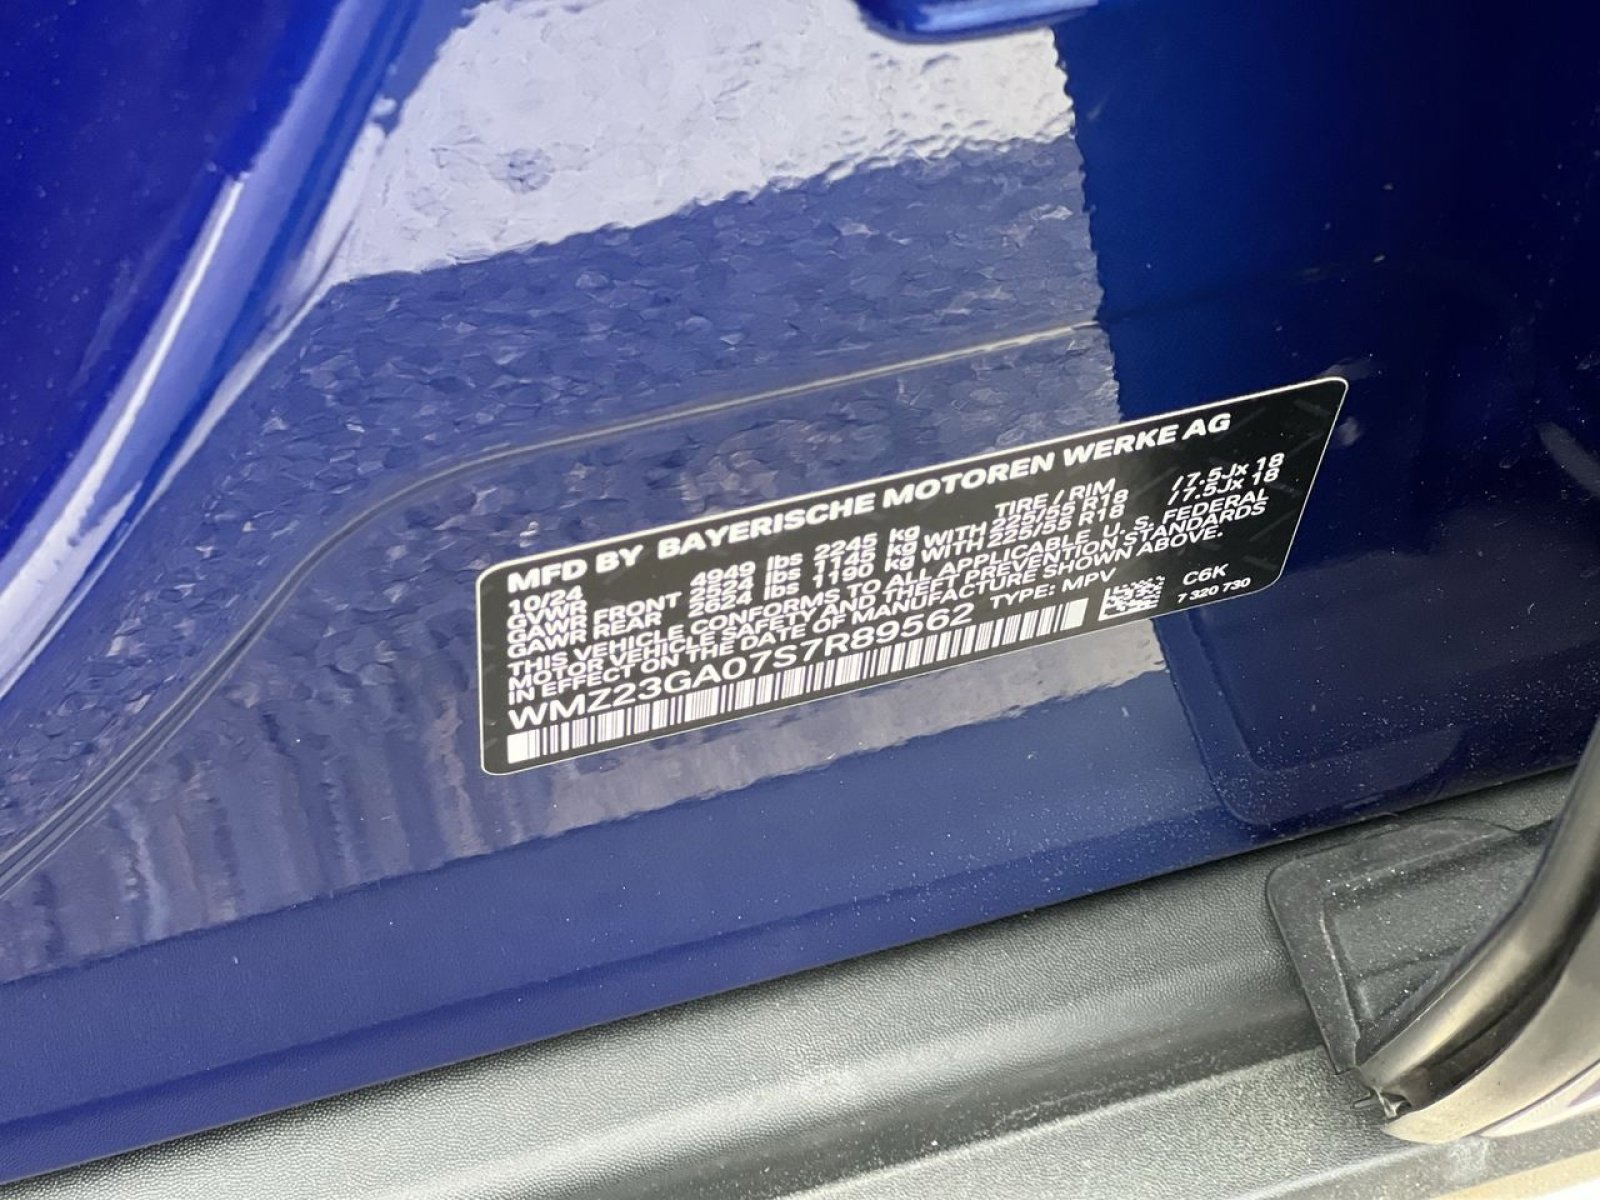 MFD BY BAYERISCHE MOTOREN WERKE AG
10/24 TIRE / RIM
GVWR 4949 lbs 2245 kg
GAWR FRONT 2524 lbs 1145 kg WITH 225/55 R18 / 7.5Jx 18
GAWR REAR 2624 lbs 1190 kg WITH 225/55 R18 / 7.5Jx 18
THIS VEHICLE CONFORMS TO ALL APPLICABLE U. S. FEDERAL
MOTOR VEHICLE SAFETY AND THEFT PREVENTION STANDARDS
IN EFFECT ON THE DATE OF MANUFACTURE SHOWN ABOVE.
WMZ23GA07S7R89562 TYPE: MPV
C6K
7 320 730